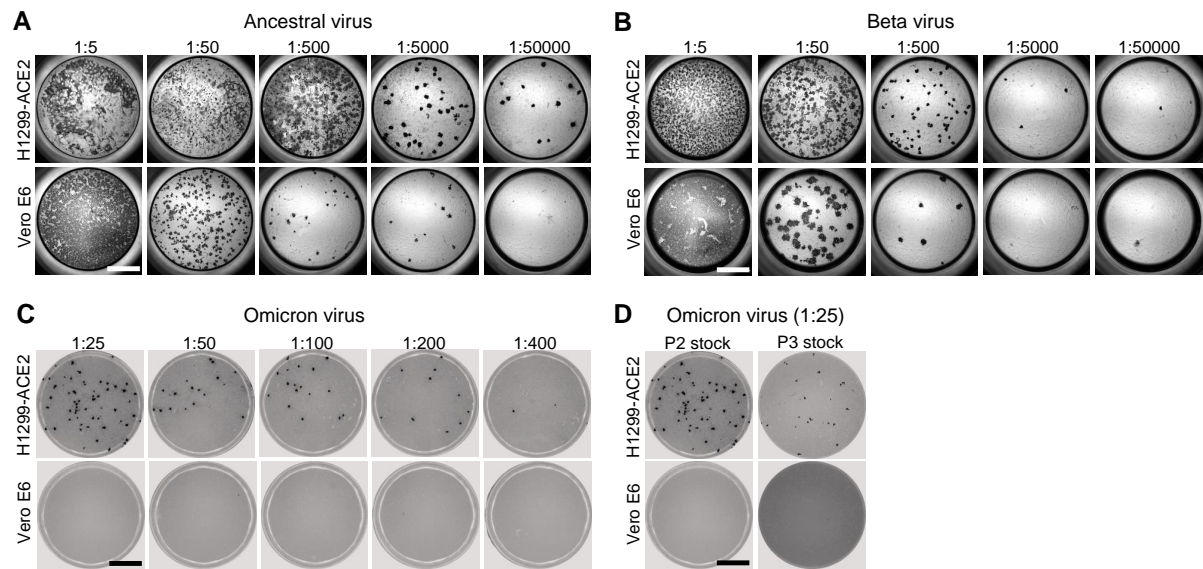 A
Ancestral virus
1:5 1:50 1:500 1:5000 1:50000
H1299-ACE2
Vero E6
B
Beta virus
1:5 1:50 1:500 1:5000 1:50000
H1299-ACE2
Vero E6
C
Omicron virus
1:25 1:50 1:100 1:200 1:400
H1299-ACE2
Vero E6
D
Omicron virus (1:25)
P2 stock P3 stock
H1299-ACE2
Vero E6